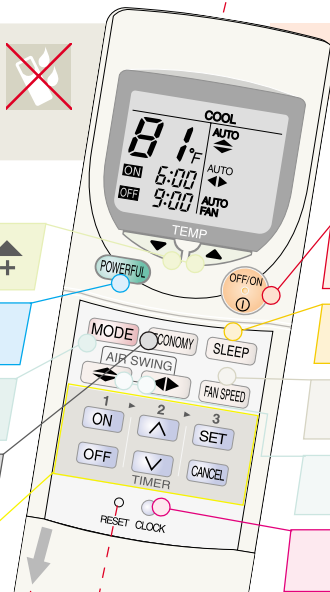 COOL
81°F
AUTO
AUTO
ON 6:00
OFF 9:00
AUTO
FAN
TEMP
POWERFUL
OFF/ON
MODE
ECONOMY
SLEEP
AIR SWING
FAN SPEED
1 2 3
ON
SET
OFF
CANCEL
TIMER
RESET CLOCK